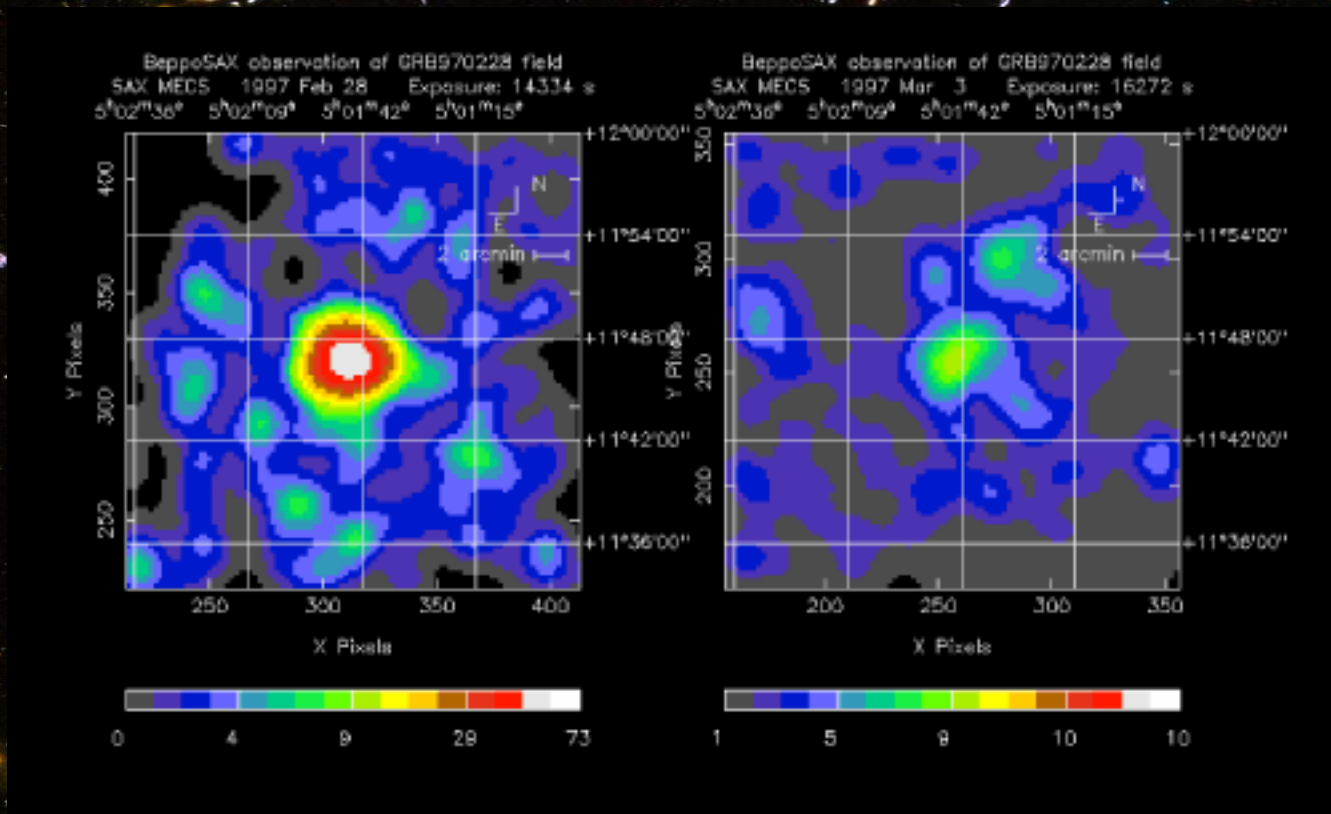 BeppoSAX observation of GRB970228 field
SAX MECS 1997 Feb 28 Exposure: 14334 s
5ʰ02ᵐ36ˢ 5ʰ02ᵐ09ˢ 5ʰ01ᵐ42ˢ 5ʰ01ᵐ15ˢ
+12°00'00"
400
N
E
+11°54'00"
2 arcmin
350
+11°48'00"
Y Pixels
300
+11°42'00"
250
+11°36'00"
250 300 350 400
X Pixels
0 4 9 29 73
BeppoSAX observation of GRB970228 field
SAX MECS 1997 Mar 3 Exposure: 16272 s
5ʰ02ᵐ36ˢ 5ʰ02ᵐ09ˢ 5ʰ01ᵐ42ˢ 5ʰ01ᵐ15ˢ
+12°00'00"
350
N
E
+11°54'00"
2 arcmin
300
+11°48'00"
Y Pixels
250
+11°42'00"
200
+11°36'00"
200 250 300 350
X Pixels
1 5 9 10 10